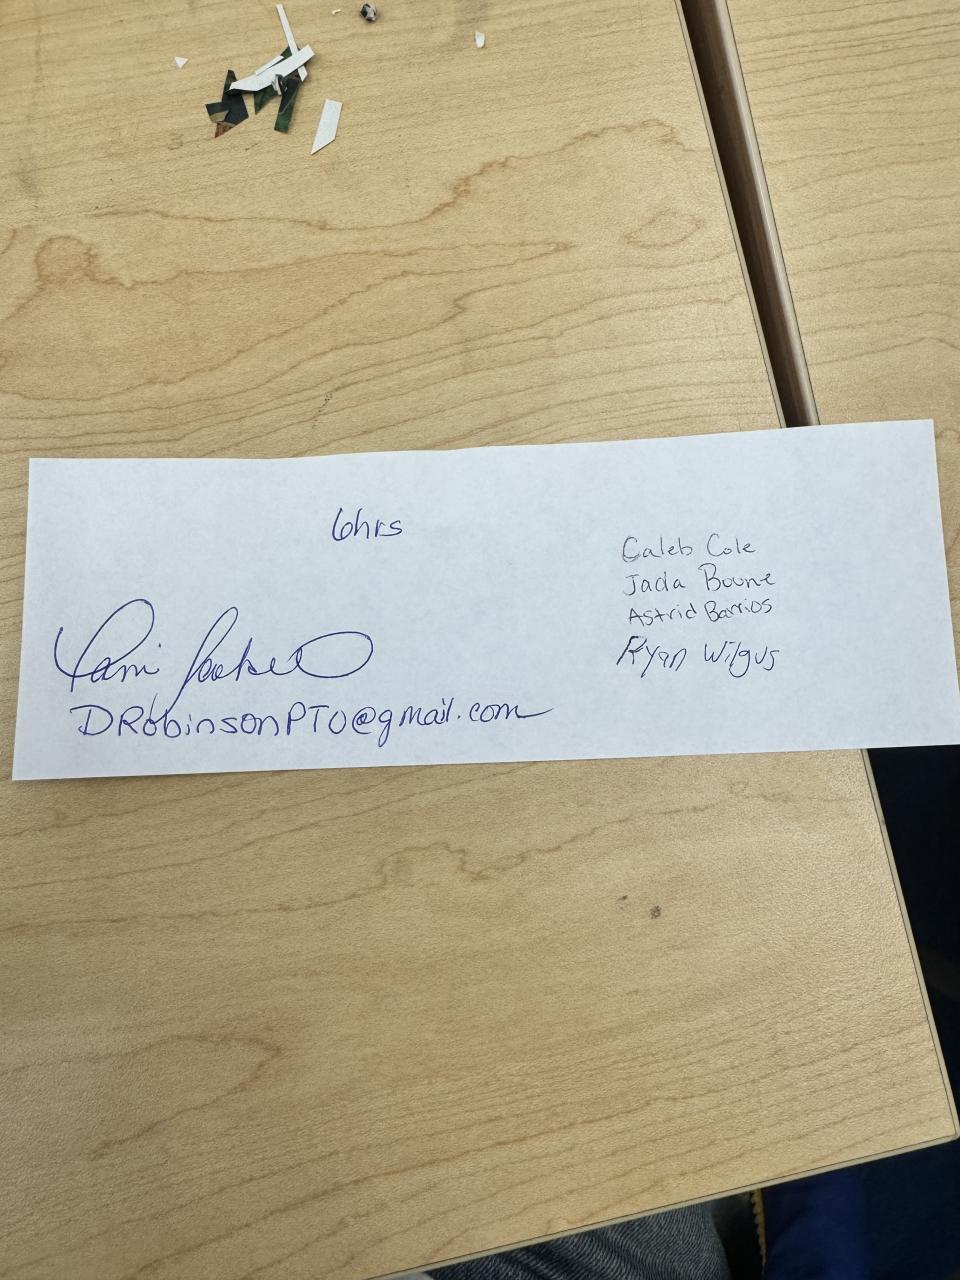 6hrs
Caleb Cole
Jada Boone
Astrid Barrios
Ryan Wilgus
DRobinsonPTO@gmail.com